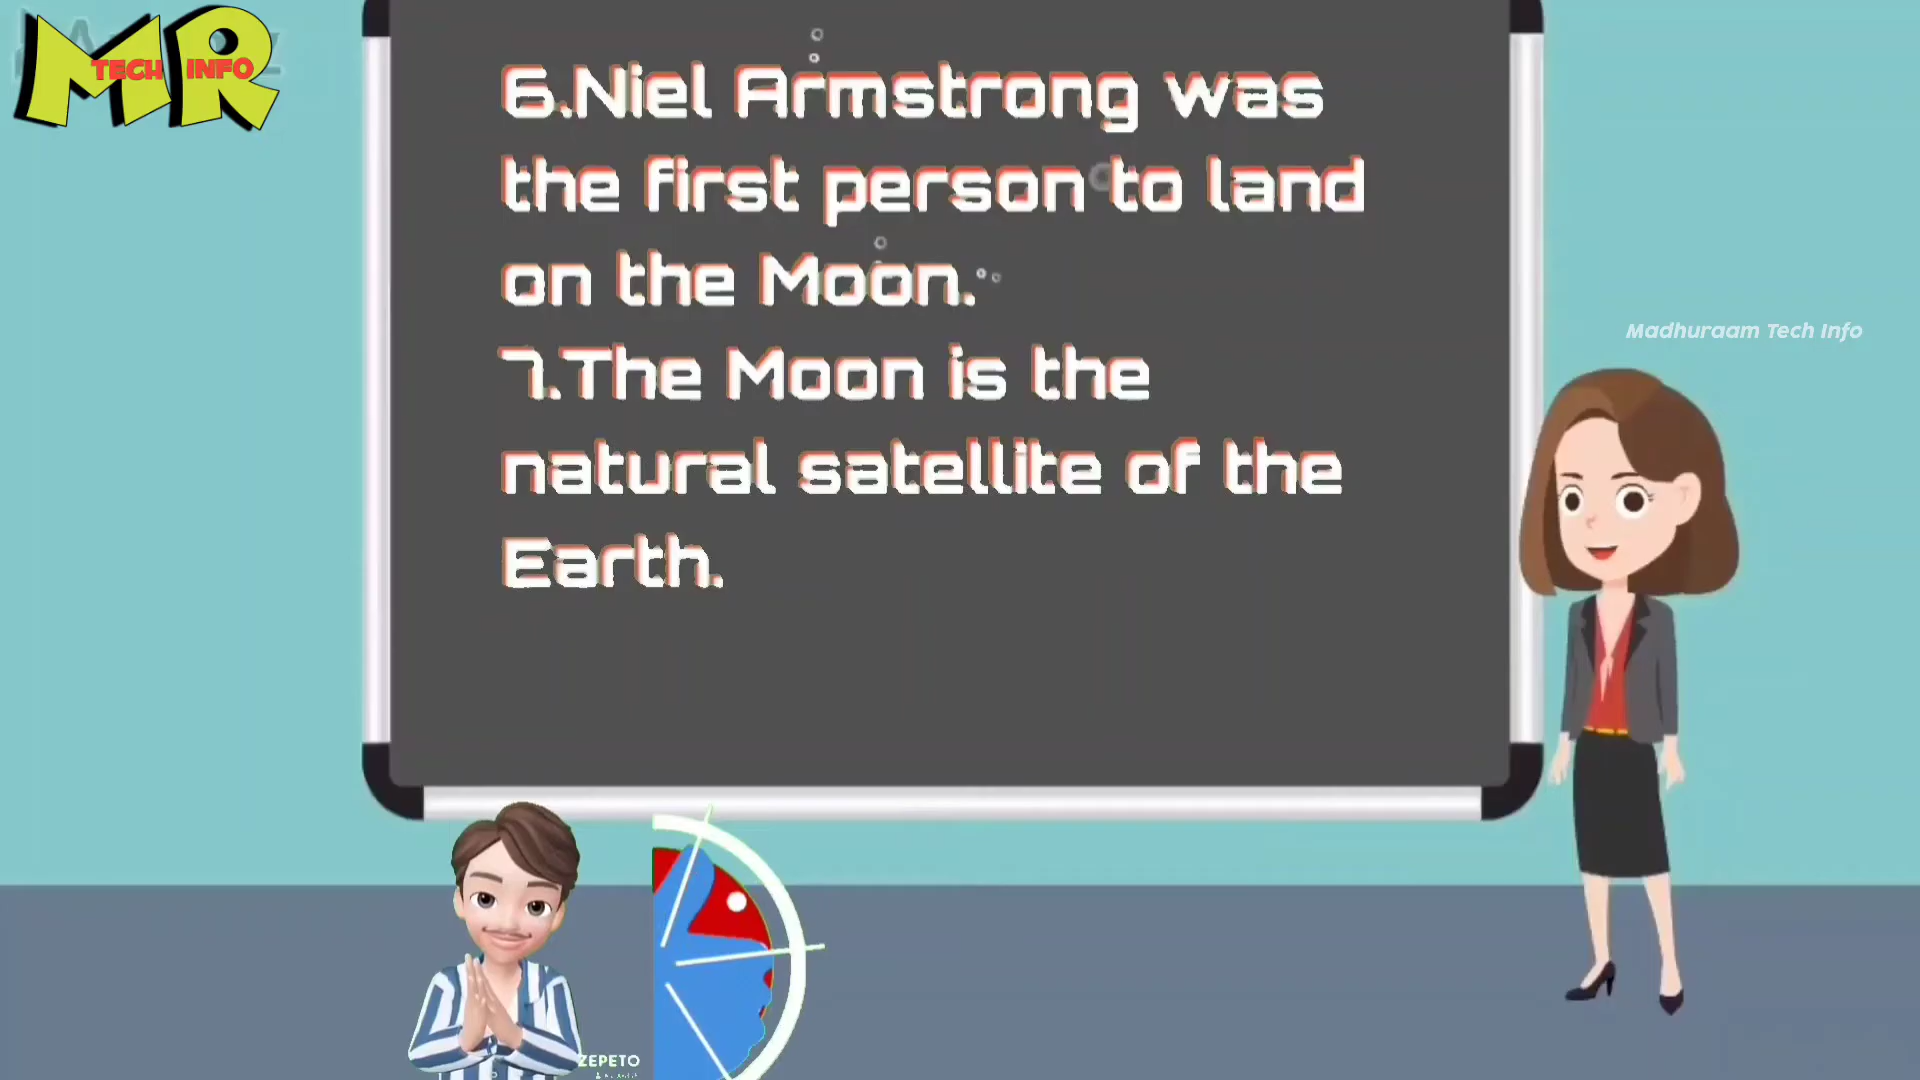 MR
TECH INFO
6.Niel Armstrong was
the first person to land
on the Moon.
7.The Moon is the
natural satellite of the
Earth.
Madhuraam Tech Info
ZEPETO